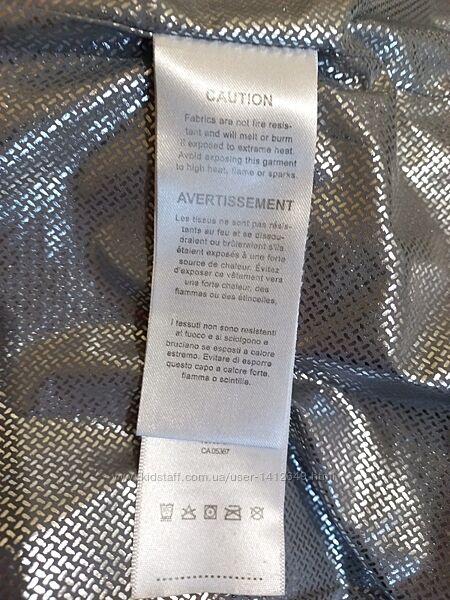 CAUTION
Fabrics are not fire resis-
tant and will melt or burn
if exposed to extreme heat.
Avoid exposing this garment
to high heat, flame or sparks.
AVERTISSEMENT
Les tissus ne sont pas résis-
tants au feu et se dissou-
draient ou brûleraient s'ils
étaient exposés à une forte
source de chaleur. Évitez
d'exposer ce vêtement vers
une forte chaleur, des
flammes ou des étincelles.
I tessuti non sono resistenti
al fuoco e si sciolgono e
bruciano se esposti a calore
estremo. Evitare di esporre
questo capo a calore forte,
fiamma o scintille.
CA 05367